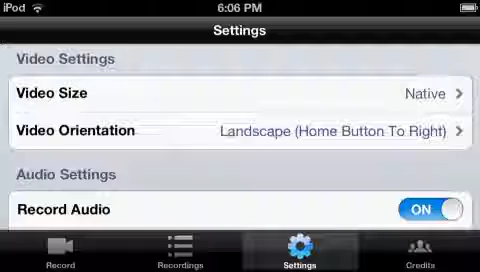 iPod 6:06 PM
Settings
Video Settings
Video Size Native
Video Orientation Landscape (Home Button To Right)
Audio Settings
Record Audio ON
Record Recordings Settings Credits